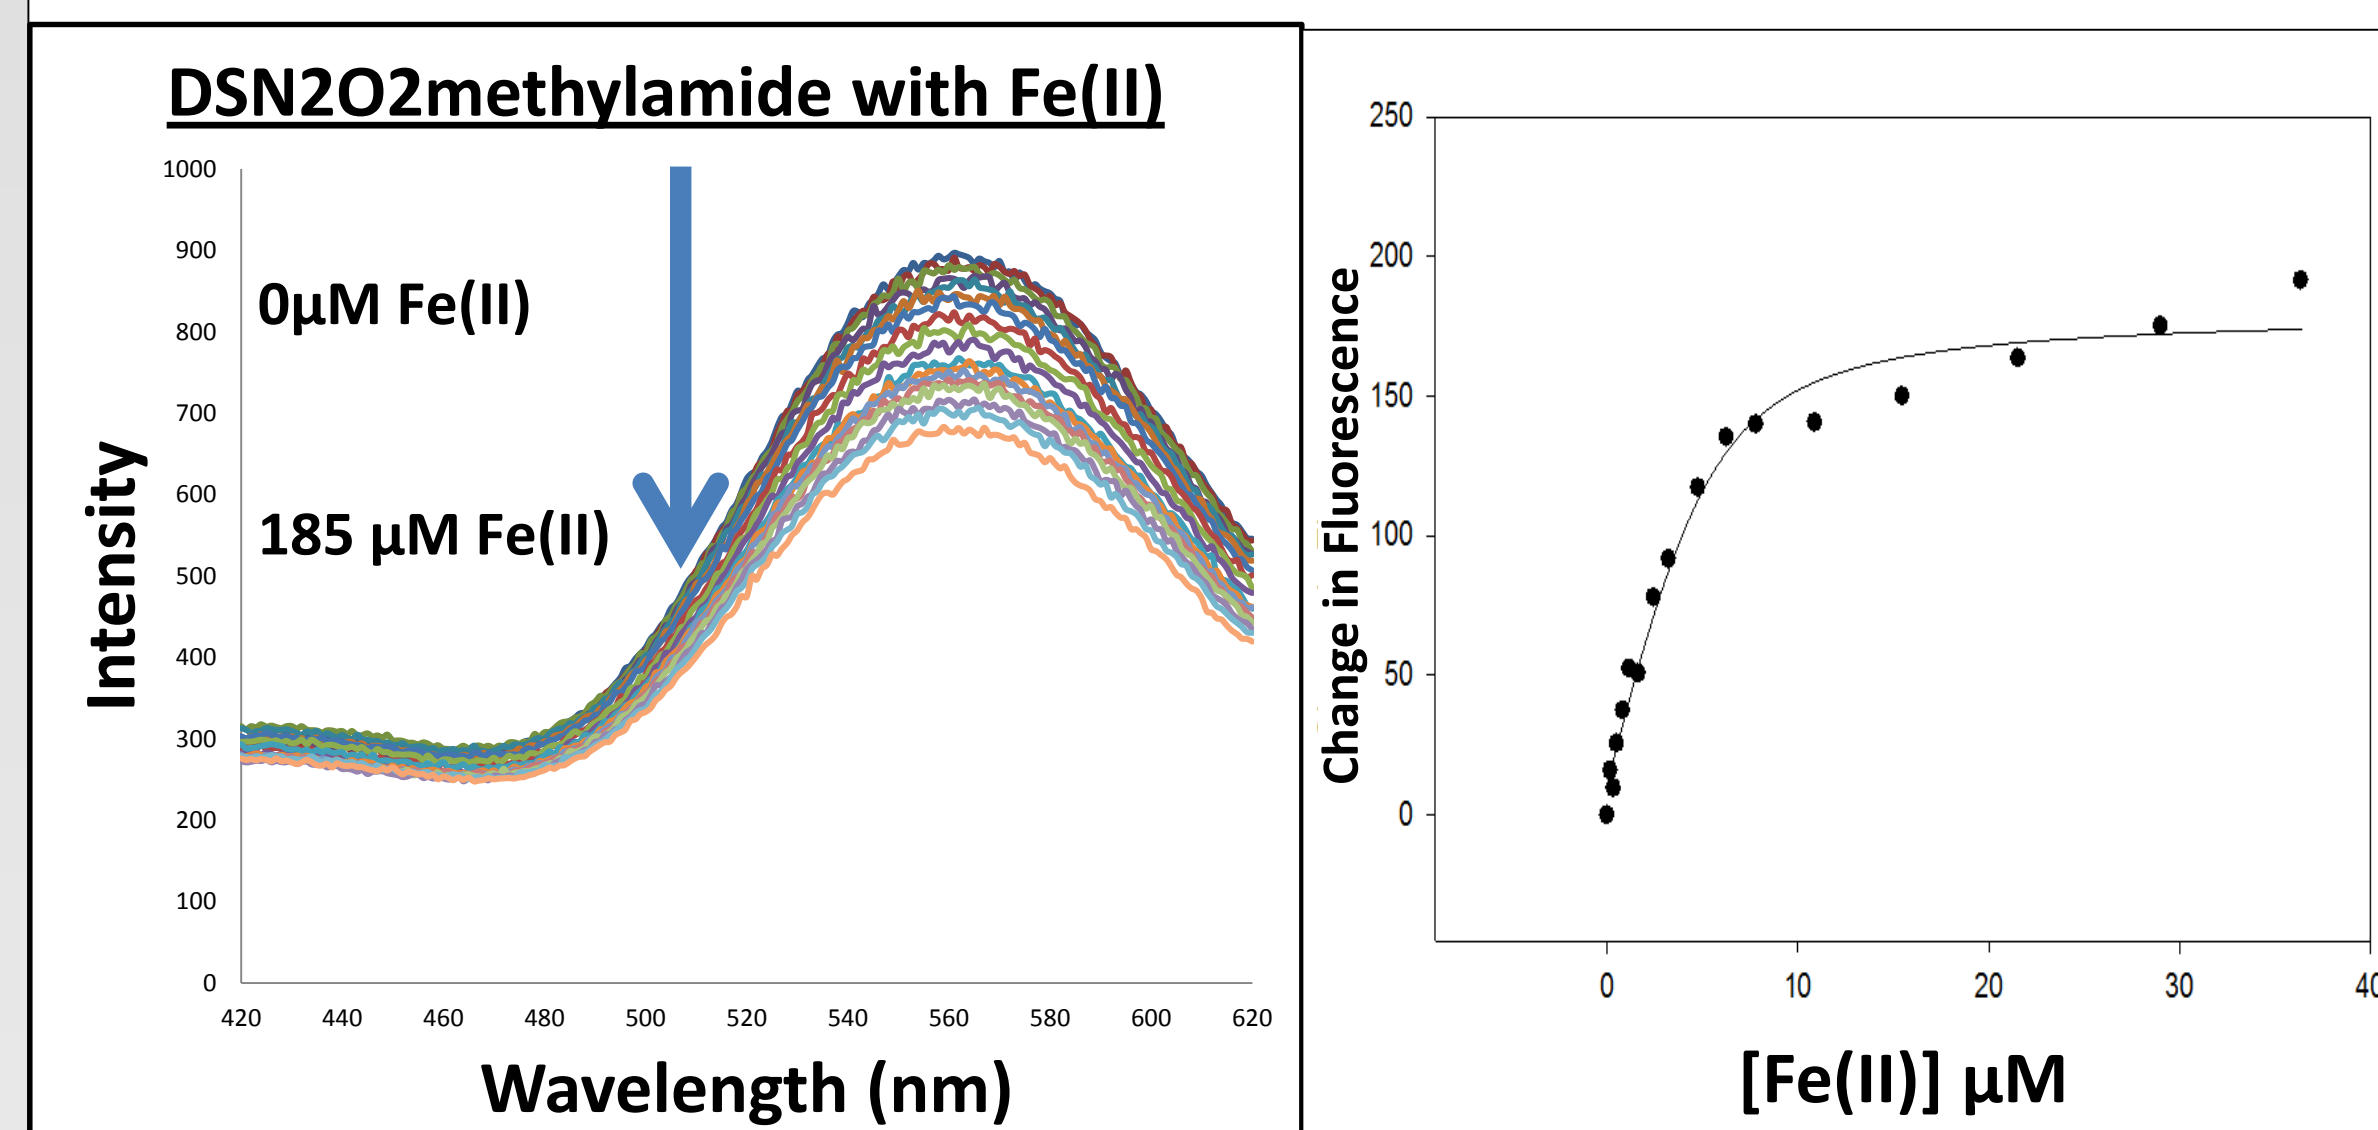 DSN2O2methylamide with Fe(II)
1000
900
800
700
600
500
400
300
200
100
0
0µM Fe(II)
185 µM Fe(II)
Intensity
420 440 460 480 500 520 540 560 580 600 620
Wavelength (nm)
250
200
150
100
50
0
Change in Fluorescence
0 10 20 30 40
[Fe(II)] µM